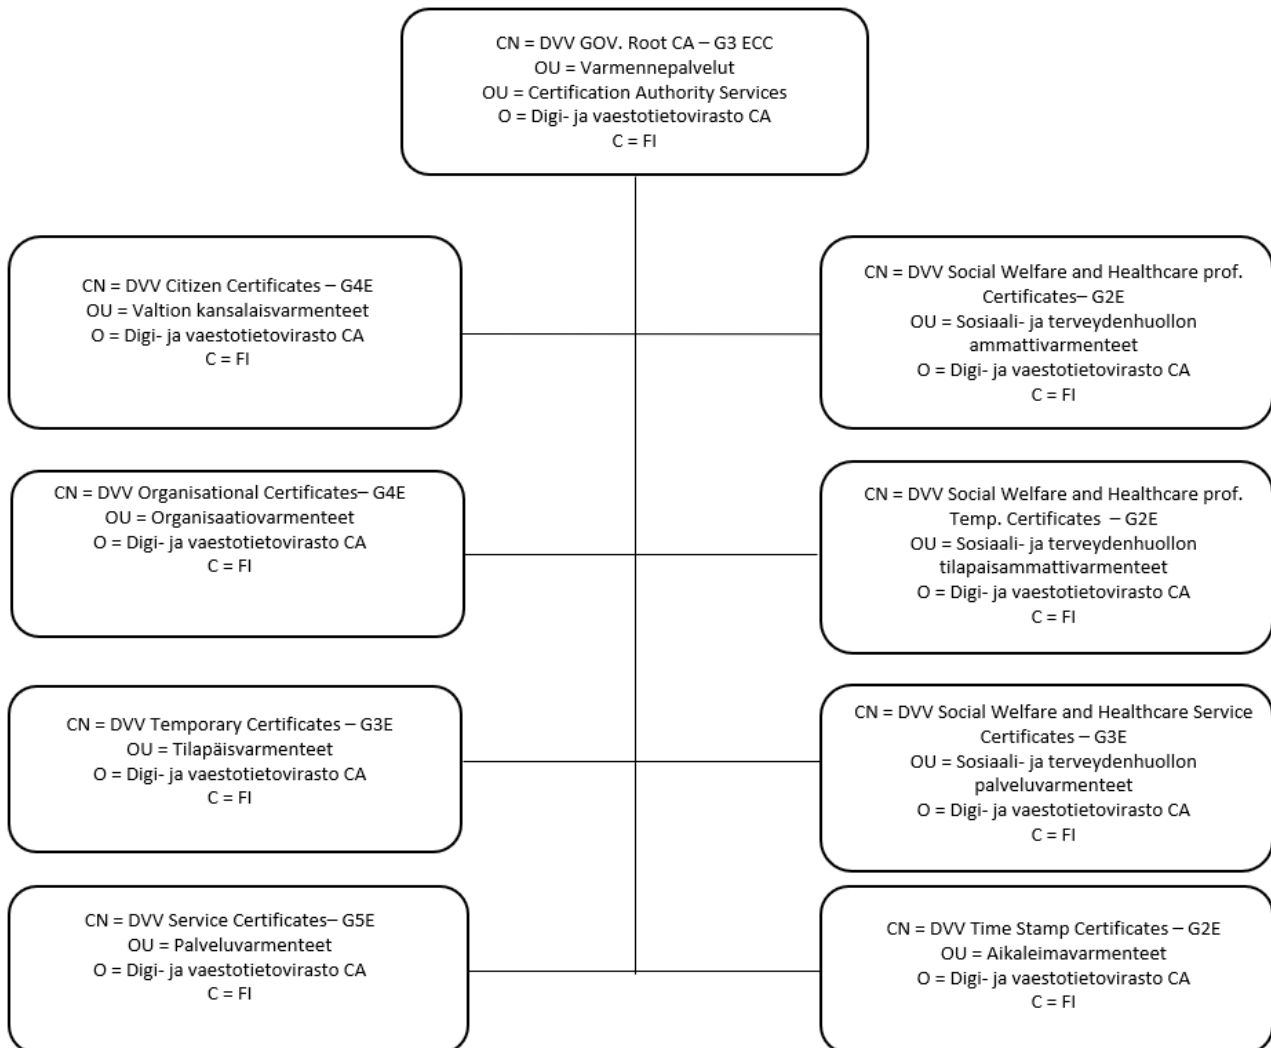 CN = DVV GOV. Root CA – G3 ECC
OU = Varmennepalvelut
OU = Certification Authority Services
O = Digi- ja vaestotietovirasto CA
C = FI
CN = DVV Citizen Certificates – G4E
OU = Valtion kansalaisvarmenteet
O = Digi- ja vaestotietovirasto CA
C = FI
CN = DVV Social Welfare and Healthcare prof.
Certificates– G2E
OU = Sosiaali- ja terveydenhuollon
ammattivarmenteet
O = Digi- ja vaestotietovirasto CA
C = FI
CN = DVV Organisational Certificates– G4E
OU = Organisaatiovarmenteet
O = Digi- ja vaestotietovirasto CA
C = FI
CN = DVV Social Welfare and Healthcare prof.
Temp. Certificates – G2E
OU = Sosiaali- ja terveydenhuollon
tilapaisammattivarmenteet
O = Digi- ja vaestotietovirasto CA
C = FI
CN = DVV Temporary Certificates – G3E
OU = Tilapäisvarmenteet
O = Digi- ja vaestotietovirasto CA
C = FI
CN = DVV Social Welfare and Healthcare Service
Certificates – G3E
OU = Sosiaali- ja terveydenhuollon
palveluvarmenteet
O = Digi- ja vaestotietovirasto CA
C = FI
CN = DVV Service Certificates– G5E
OU = Palveluvarmenteet
O = Digi- ja vaestotietovirasto CA
C = FI
CN = DVV Time Stamp Certificates – G2E
OU = Aikaleimavarmenteet
O = Digi- ja vaestotietovirasto CA
C = FI